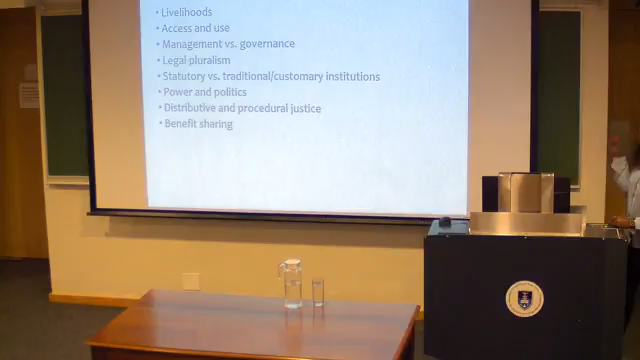 • Livelihoods
• Access and use
• Management vs. governance
• Legal pluralism
• Statutory vs. traditional/customary institutions
• Power and politics
• Distributive and procedural justice
• Benefit sharing